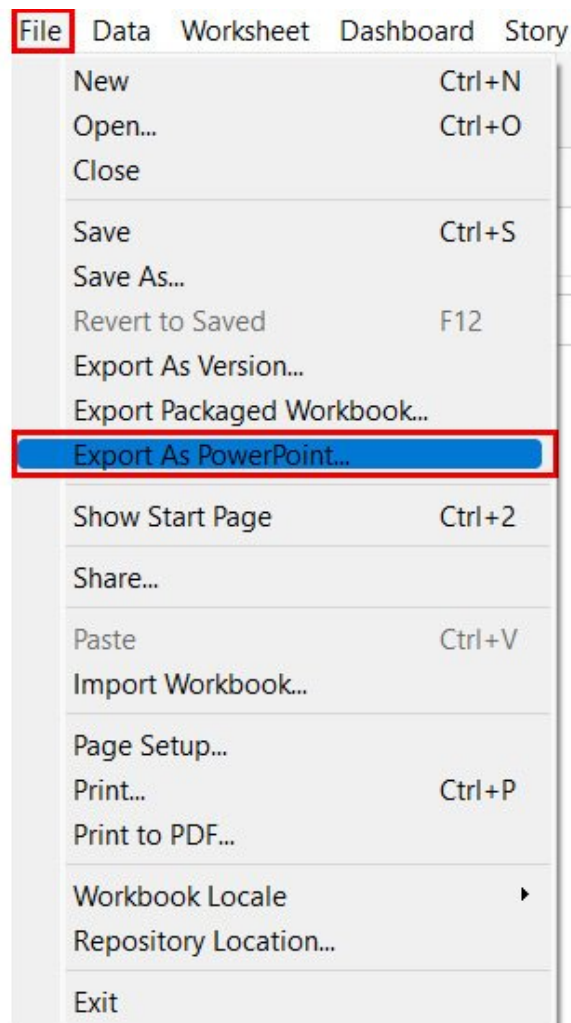 File Data Worksheet Dashboard Story
New Ctrl+N
Open... Ctrl+O
Close
Save Ctrl+S
Save As...
Revert to Saved F12
Export As Version...
Export Packaged Workbook...
Export As PowerPoint...
Show Start Page Ctrl+2
Share...
Paste Ctrl+V
Import Workbook...
Page Setup...
Print... Ctrl+P
Print to PDF...
Workbook Locale
Repository Location...
Exit